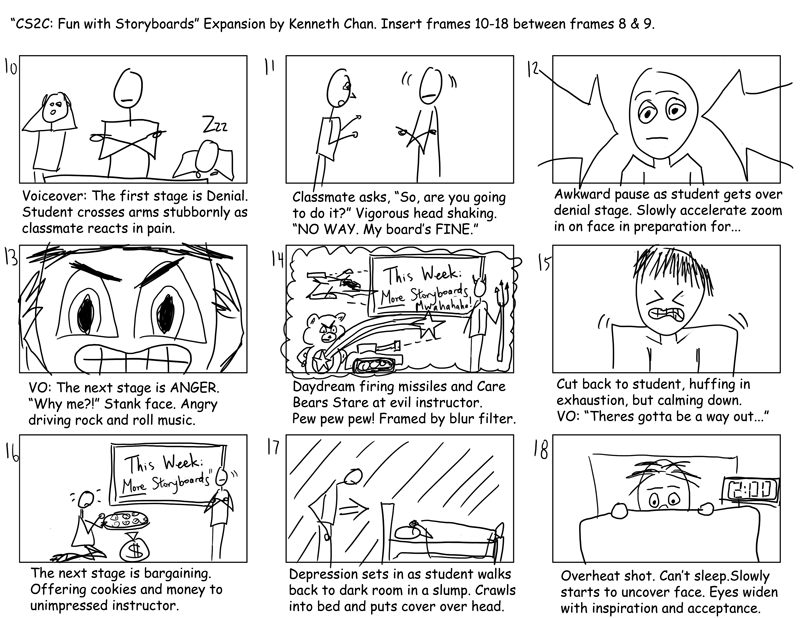 "CS2C: Fun with Storyboards" Expansion by Kenneth Chan. Insert frames 10-18 between frames 8 & 9.
10
Zzz
Voiceover: The first stage is Denial.
Student crosses arms stubbornly as
classmate reacts in pain.
11
Classmate asks, "So, are you going
to do it?" Vigorous head shaking.
"NO WAY. My board's FINE."
12
Awkward pause as student gets over
denial stage. Slowly accelerate zoom
in on face in preparation for...
13
VO: The next stage is ANGER.
"Why me?!" Stank face. Angry
driving rock and roll music.
14
This Week:
More Storyboards
Mwahahaha!
Daydream firing missiles and Care
Bears Stare at evil instructor.
Pew pew pew! Framed by blur filter.
15
Cut back to student, huffing in
exhaustion, but calming down.
VO: "Theres gotta be a way out..."
16
This Week:
More Storyboards
$
The next stage is bargaining.
Offering cookies and money to
unimpressed instructor.
17
Depression sets in as student walks
back to dark room in a slump. Crawls
into bed and puts cover over head.
18
2:00
Overheat shot. Can't sleep.Slowly
starts to uncover face. Eyes widen
with inspiration and acceptance.